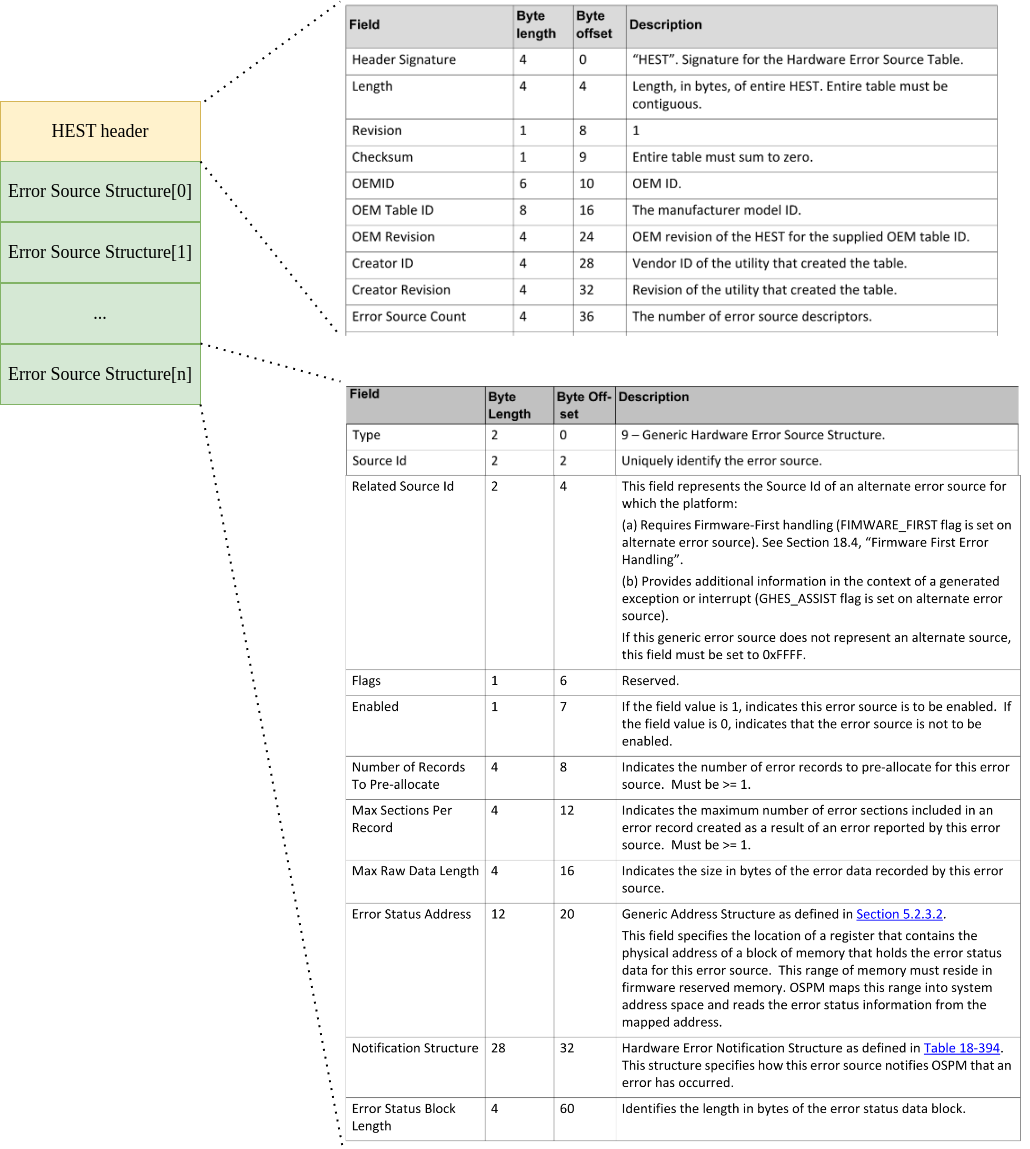 HEST header
Error Source Structure[0]
Error Source Structure[1]
...
Error Source Structure[n]
Field Byte length Byte offset Description
Header Signature 4 0 “HEST”. Signature for the Hardware Error Source Table.
Length 4 4 Length, in bytes, of entire HEST. Entire table must be
contiguous.
Revision 1 8 1
Checksum 1 9 Entire table must sum to zero.
OEMID 6 10 OEM ID.
OEM Table ID 8 16 The manufacturer model ID.
OEM Revision 4 24 OEM revision of the HEST for the supplied OEM table ID.
Creator ID 4 28 Vendor ID of the utility that created the table.
Creator Revision 4 32 Revision of the utility that created the table.
Error Source Count 4 36 The number of error source descriptors.
Field Byte Length Byte Off-set Description
Type 2 0 9 – Generic Hardware Error Source Structure.
Source Id 2 2 Uniquely identify the error source.
Related Source Id 2 4 This field represents the Source Id of an alternate error source for
which the platform:
(a) Requires Firmware-First handling (FIMWARE_FIRST flag is set on
alternate error source). See Section 18.4, “Firmware First Error
Handling”.
(b) Provides additional information in the context of a generated
exception or interrupt (GHES_ASSIST flag is set on alternate error
source).
If this generic error source does not represent an alternate source,
this field must be set to 0xFFFF.
Flags 1 6 Reserved.
Enabled 1 7 If the field value is 1, indicates this error source is to be enabled. If
the field value is 0, indicates that the error source is not to be
enabled.
Number of Records 4 8 Indicates the number of error records to pre-allocate for this error
To Pre-allocate source. Must be >= 1.
Max Sections Per 4 12 Indicates the maximum number of error sections included in an
Record error record created as a result of an error reported by this error
source. Must be >= 1.
Max Raw Data Length 4 16 Indicates the size in bytes of the error data recorded by this error
source.
Error Status Address 12 20 Generic Address Structure as defined in Section 5.2.3.2.
This field specifies the location of a register that contains the
physical address of a block of memory that holds the error status
data for this error source. This range of memory must reside in
firmware reserved memory. OSPM maps this range into system
address space and reads the error status information from the
mapped address.
Notification Structure 28 32 Hardware Error Notification Structure as defined in Table 18-394.
This structure specifies how this error source notifies OSPM that an
error has occurred.
Error Status Block 4 60 Identifies the length in bytes of the error status data block.
Length